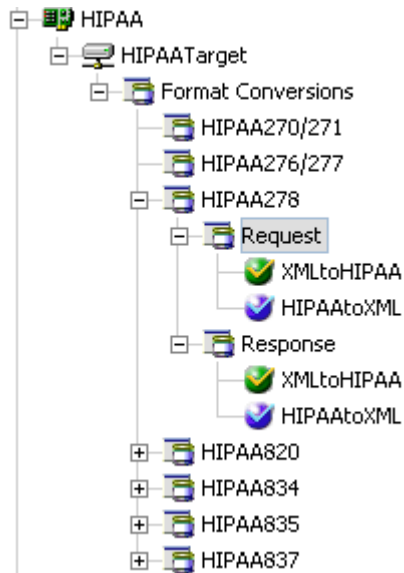 HIPAA
HIPAATarget
Format Conversions
HIPAA270/271
HIPAA276/277
HIPAA278
Request
XMLtoHIPAA
HIPAAtoXML
Response
XMLtoHIPAA
HIPAAtoXML
HIPAA820
HIPAA834
HIPAA835
HIPAA837